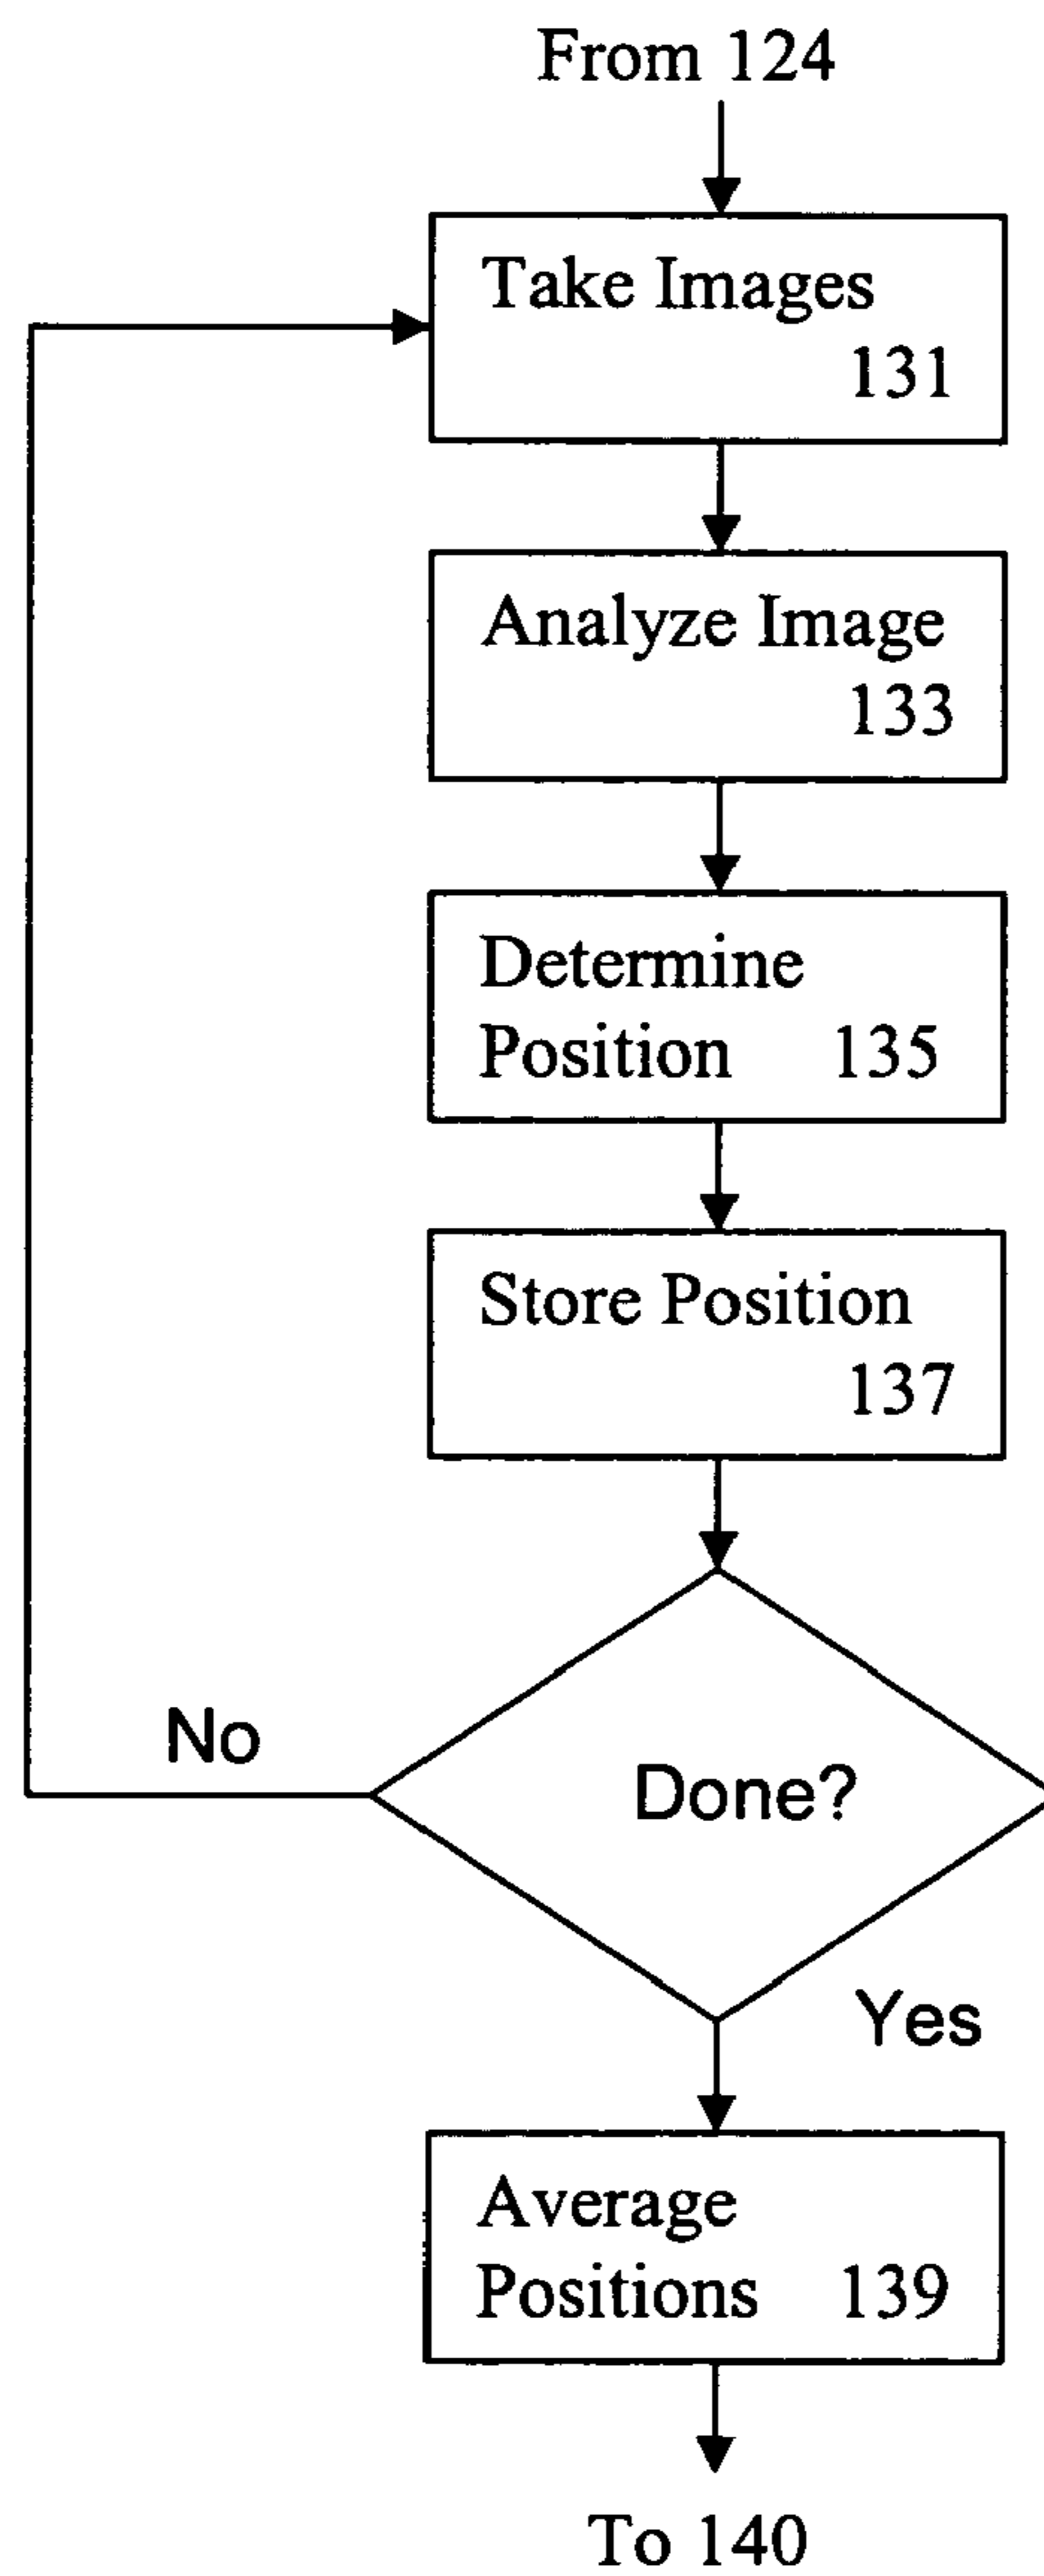 From 124
Take Images
131
Analyze Image
133
Determine
Position 135
Store Position
137
No
Done?
Yes
Average
Positions 139
To 140